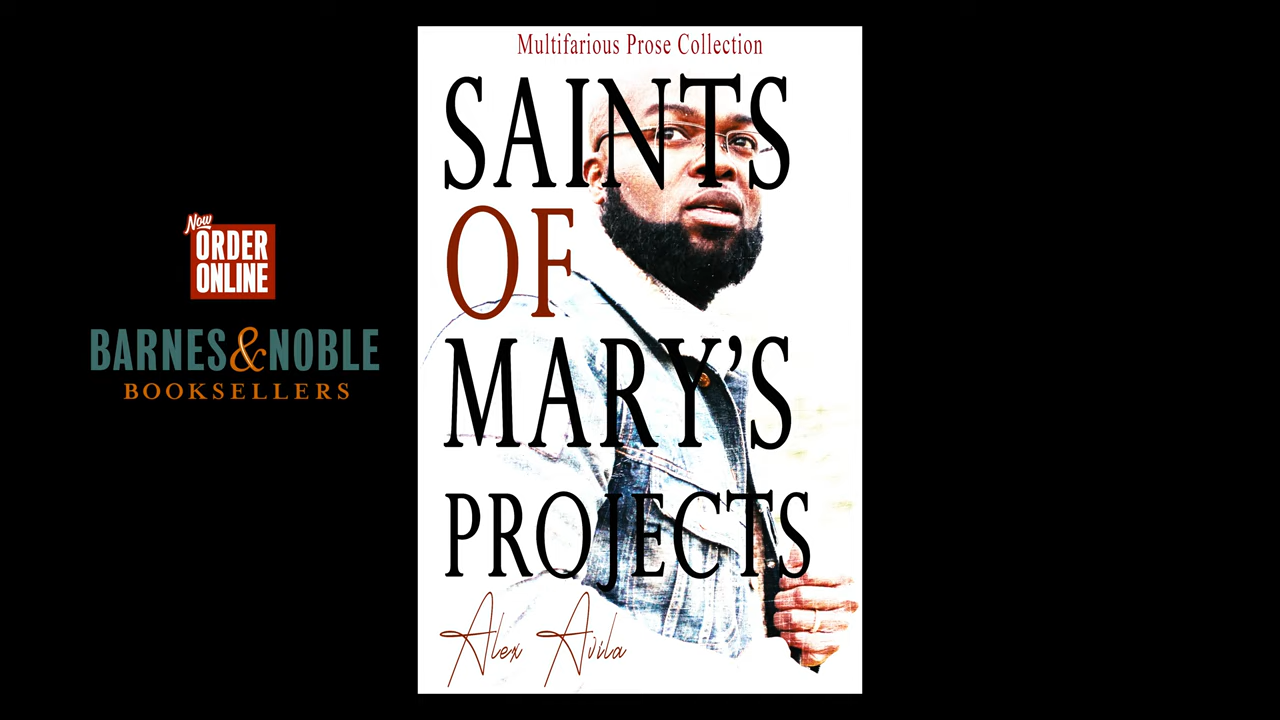 Now
ORDER
ONLINE
BARNES&NOBLE
BOOKSELLERS
Multifarious Prose Collection
SAINTS
OF
MARY'S
PROJECTS
Alex Avila